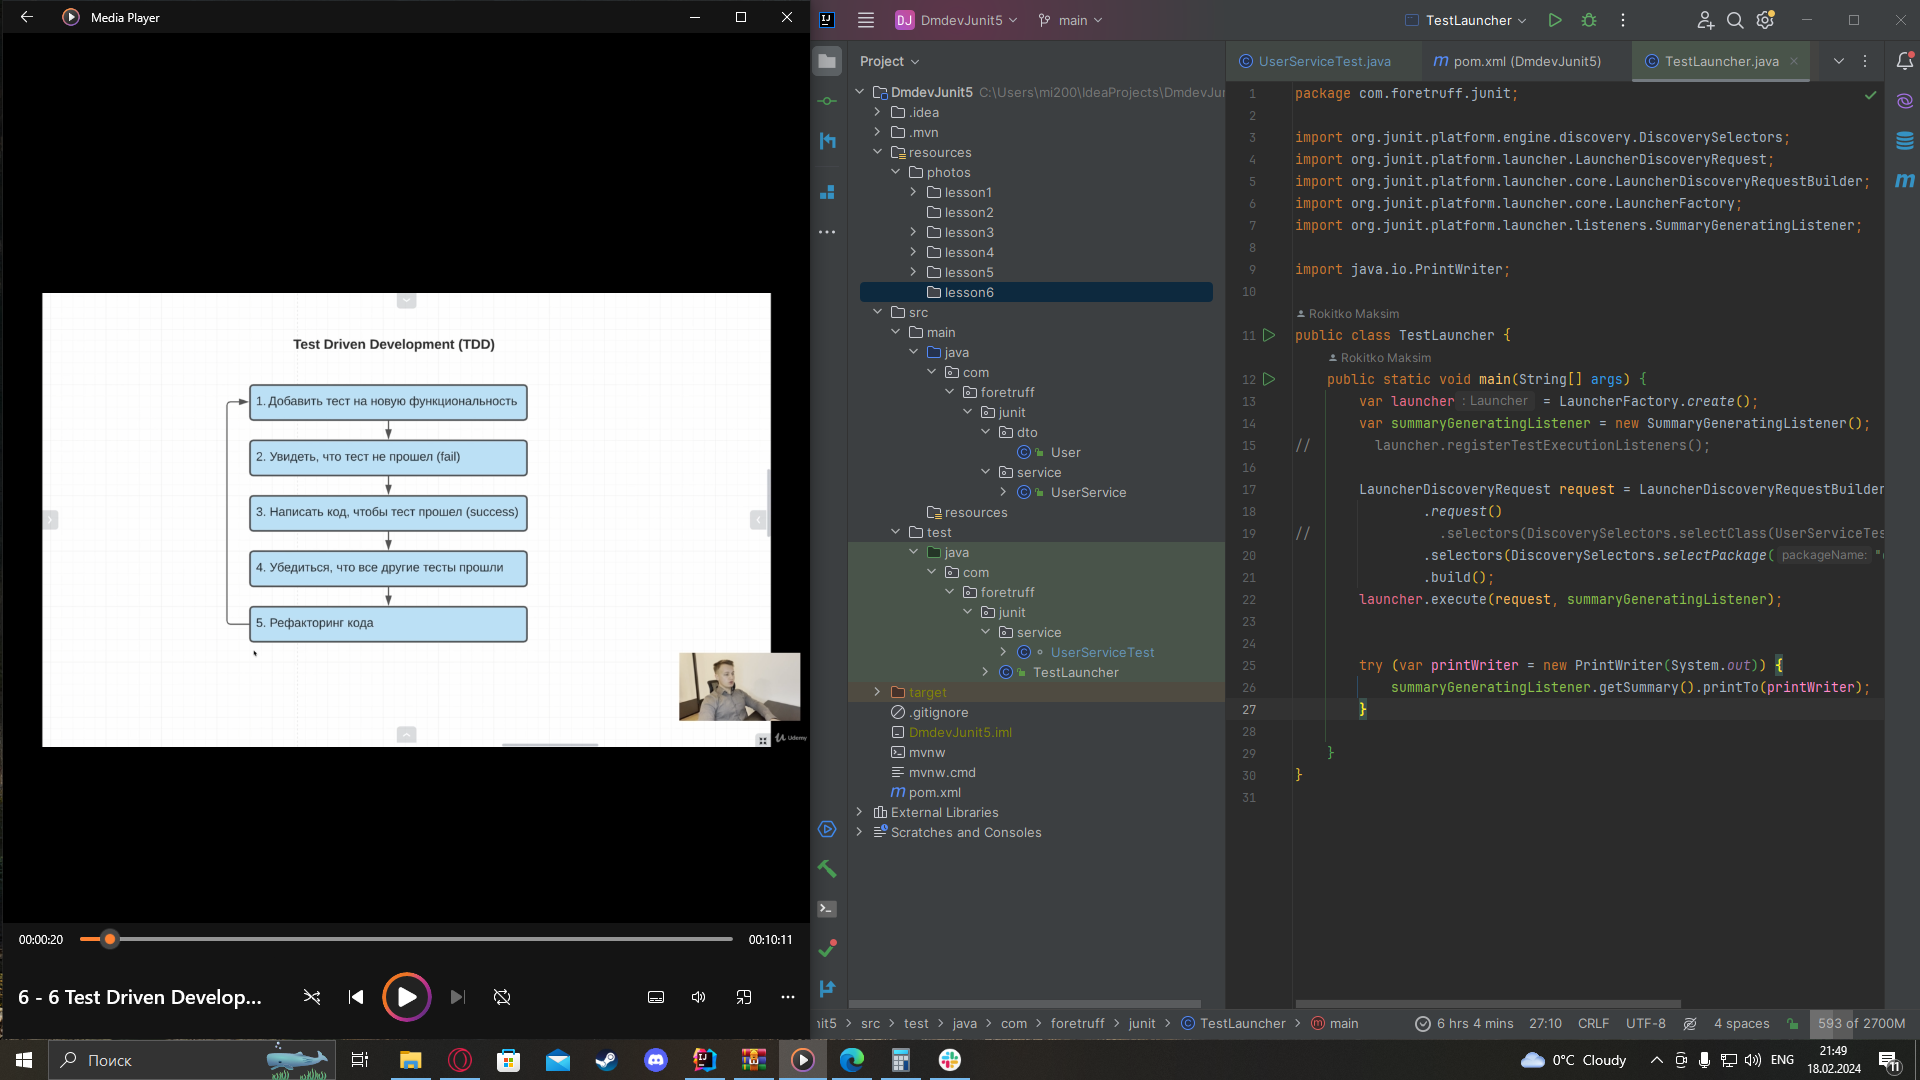 Media Player
Test Driven Development (TDD)
1. Добавить тест на новую функциональность
2. Увидеть, что тест не прошел (fail)
3. Написать код, чтобы тест прошел (success)
4. Убедиться, что все другие тесты прошли
5. Рефакторинг кода
Udemy
00:00:20
00:10:11
6 - 6 Test Driven Develop...
DJ DmdevJunit5
main
TestLauncher
Project
DmdevJunit5 C:\Users\mi200\IdeaProjects\DmdevJun
.idea
.mvn
resources
photos
lesson1
lesson2
lesson3
lesson4
lesson5
lesson6
src
main
java
com
foretruff
junit
dto
User
service
UserService
resources
test
java
com
foretruff
junit
service
UserServiceTest
TestLauncher
target
.gitignore
DmdevJunit5.iml
mvnw
mvnw.cmd
pom.xml
External Libraries
Scratches and Consoles
UserServiceTest.java
pom.xml (DmdevJunit5)
TestLauncher.java
1 package com.foretruff.junit;
2
3 import org.junit.platform.engine.discovery.DiscoverySelectors;
4 import org.junit.platform.launcher.LauncherDiscoveryRequest;
5 import org.junit.platform.launcher.core.LauncherDiscoveryRequestBuilder;
6 import org.junit.platform.launcher.core.LauncherFactory;
7 import org.junit.platform.launcher.listeners.SummaryGeneratingListener;
8
9 import java.io.PrintWriter;
10
Rokitko Maksim
11 public class TestLauncher {
Rokitko Maksim
12 public static void main(String[] args) {
13 var launcher : Launcher = LauncherFactory.create();
14 var summaryGeneratingListener = new SummaryGeneratingListener();
15 // launcher.registerTestExecutionListeners();
16
17 LauncherDiscoveryRequest request = LauncherDiscoveryRequestBuilder
18 .request()
19 // .selectors(DiscoverySelectors.selectClass(UserServiceTes
20 .selectors(DiscoverySelectors.selectPackage( packageName: "
21 .build();
22 launcher.execute(request, summaryGeneratingListener);
23
24
25 try (var printWriter = new PrintWriter(System.out)) {
26 summaryGeneratingListener.getSummary().printTo(printWriter);
27 }
28
29 }
30 }
31
nit5 > src > test > java > com > foretruff > junit > TestLauncher > main
6 hrs 4 mins
27:10
CRLF
UTF-8
4 spaces
593 of 2700M
Поиск
0°C Cloudy
ENG
21:49
18.02.2024
11